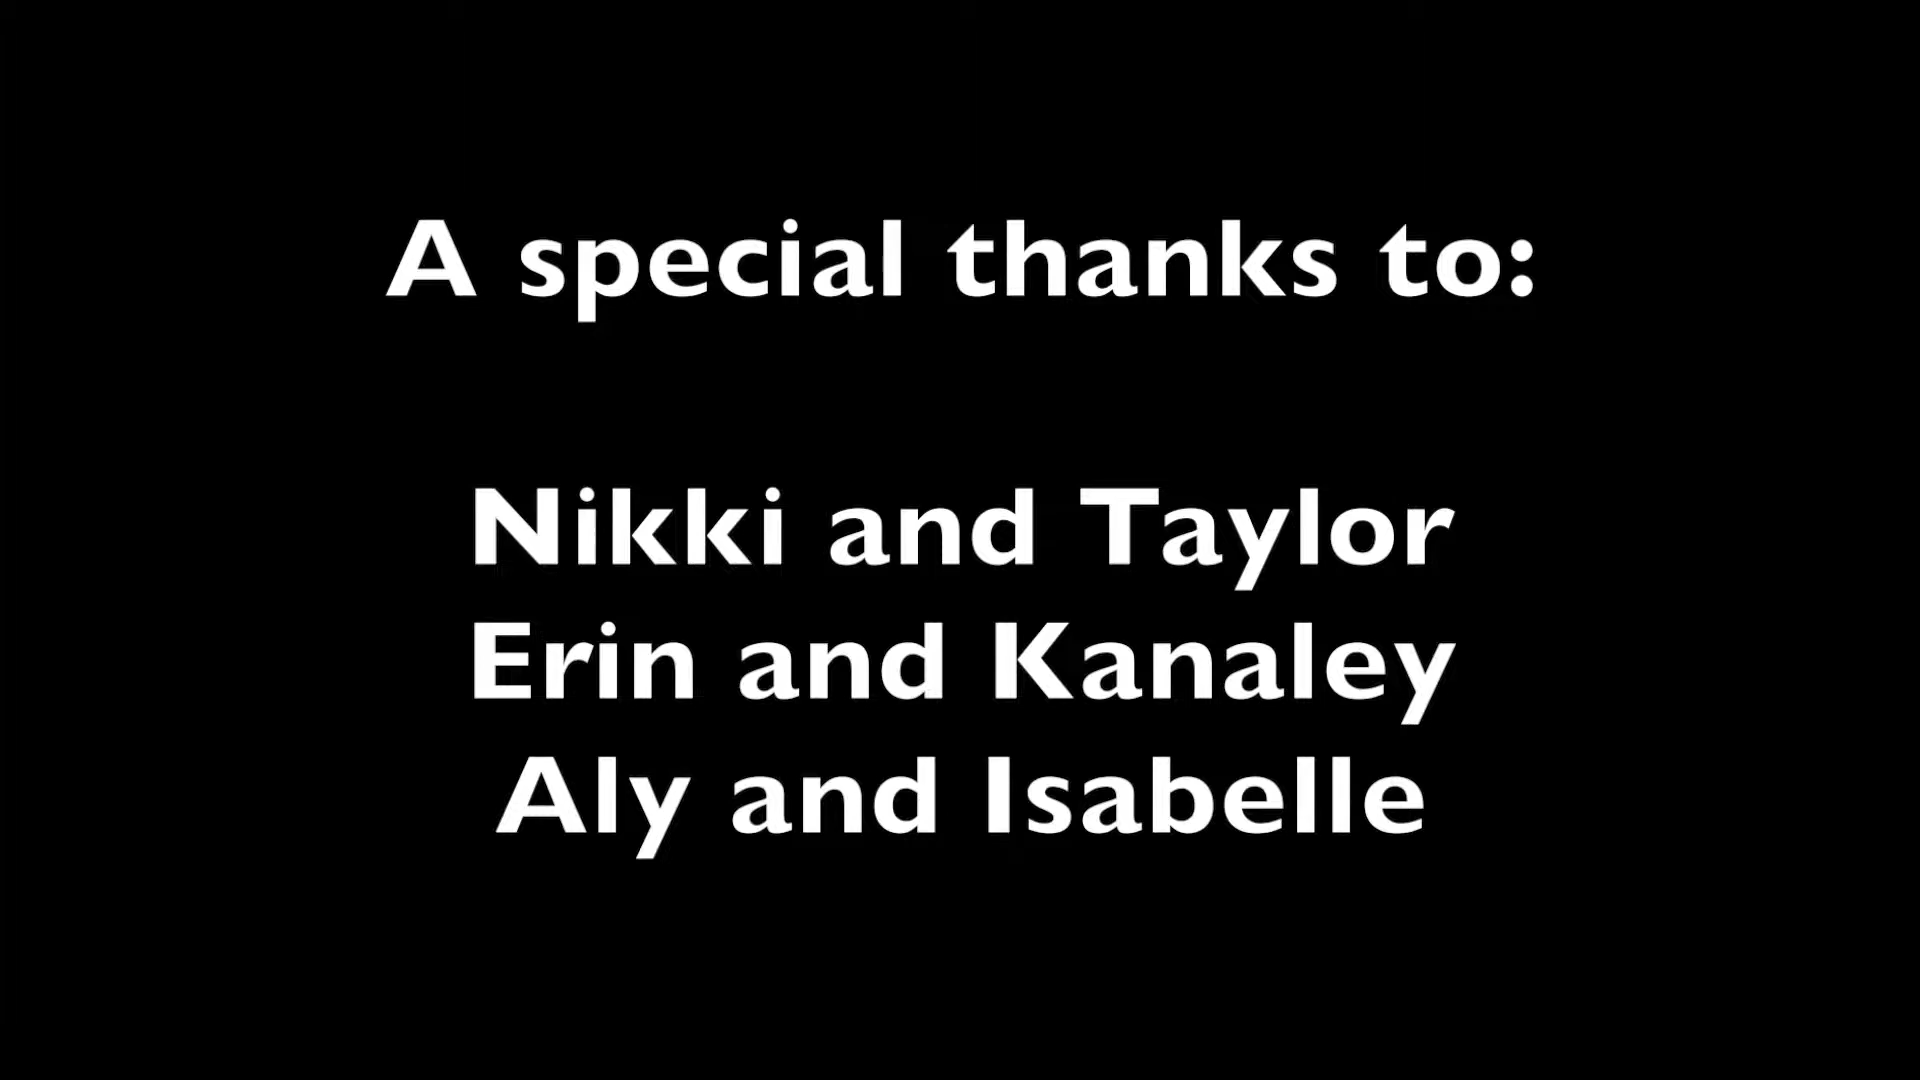 A special thanks to:
Nikki and Taylor
Erin and Kanaley
Aly and Isabelle